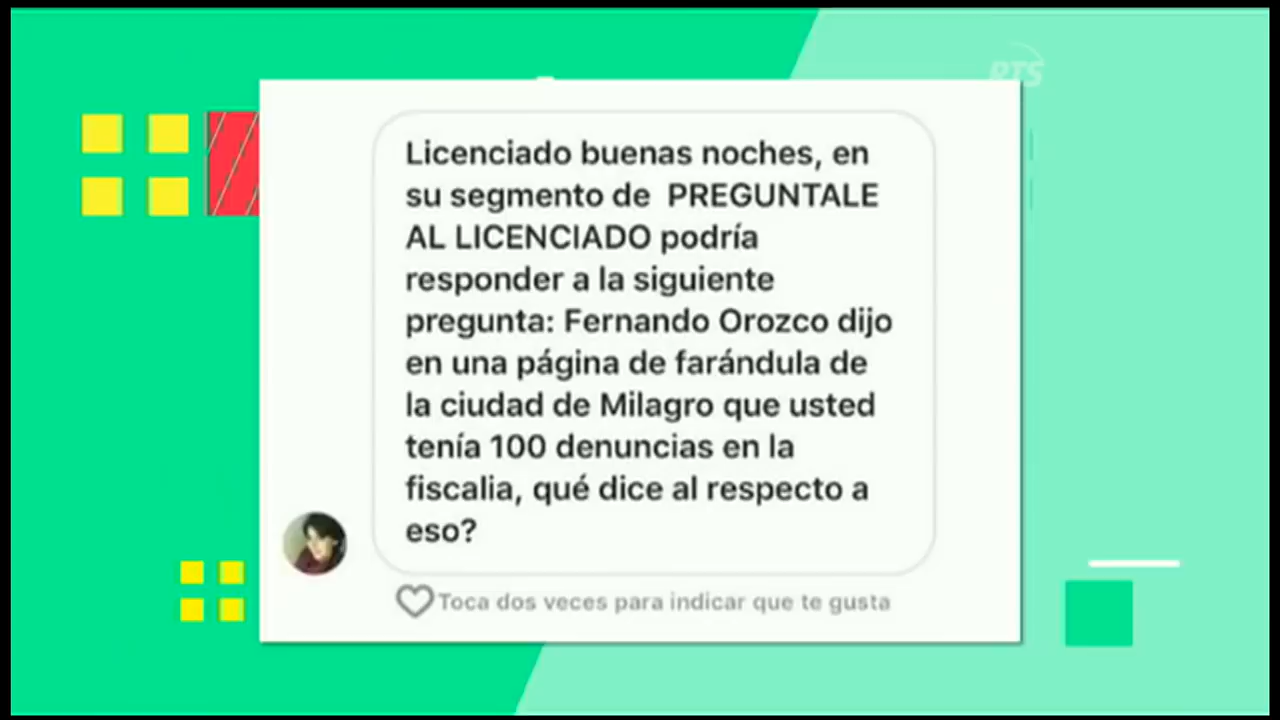 RTS
Licenciado buenas noches, en
su segmento de PREGUNTALE
AL LICENCIADO podría
responder a la siguiente
pregunta: Fernando Orozco dijo
en una página de farándula de
la ciudad de Milagro que usted
tenía 100 denuncias en la
fiscalia, qué dice al respecto a
eso?
Toca dos veces para indicar que te gusta